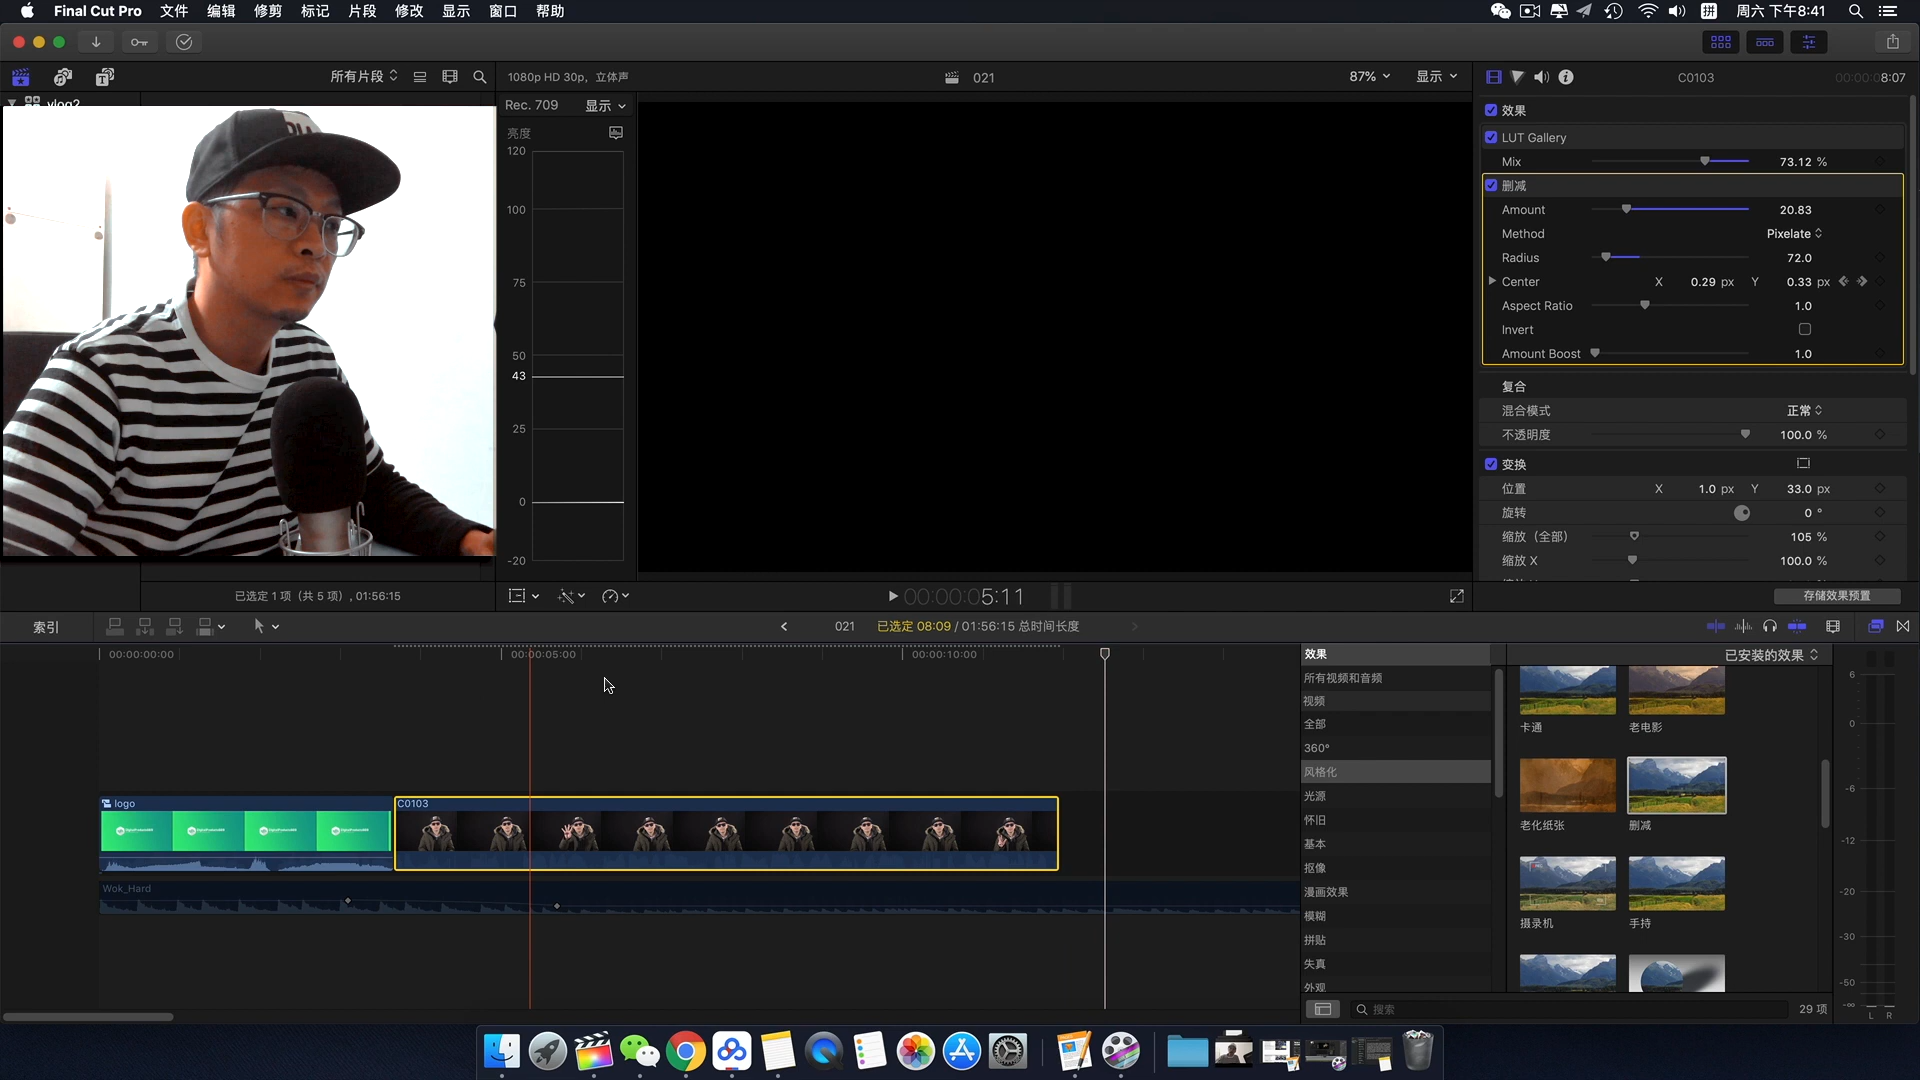 Final Cut Pro 文件 编辑 修剪 标记 片段 修改 显示 窗口 帮助 拼 周六 下午8:41
所有片段 1080p HD 30p，立体声 021 87% 显示 C0103 00:00:08:07
vlog2
Rec. 709 显示
亮度
120
100
75
50
43
25
0
-20
效果
LUT Gallery
Mix 73.12 %
删减
Amount 20.83
Method Pixelate
Radius 72.0
Center X 0.29 px Y 0.33 px
Aspect Ratio 1.0
Invert
Amount Boost 1.0
复合
混合模式 正常
不透明度 100.0 %
变换
位置 X 1.0 px Y 33.0 px
旋转 0 °
缩放（全部） 105 %
缩放 X 100.0 %
已选定 1 项（共 5 项）, 01:56:15 00:00:05:11 存储效果预置
索引 021 已选定 08:09 / 01:56:15 总时间长度
00:00:00:00 00:00:05:00 00:00:10:00
logo C0103
Wok_Hard
效果 已安装的效果
所有视频和音频
视频
全部
360°
风格化
光源
怀旧
基本
抠像
漫画效果
模糊
拼贴
失真
外观
卡通 老电影
老化纸张 删减
摄录机 手持
搜索 29 项
6
0
-6
-12
-20
-30
-50
-∞
L R